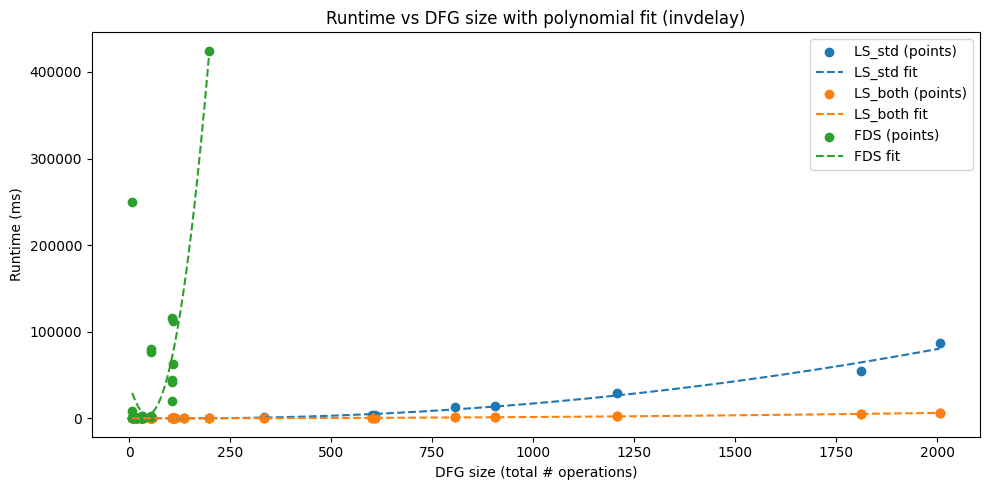 Runtime vs DFG size with polynomial fit (invdelay)
LS_std (points)
LS_std fit
LS_both (points)
LS_both fit
FDS (points)
FDS fit
Runtime (ms)
400000
300000
200000
100000
0
0 250 500 750 1000 1250 1500 1750 2000
DFG size (total # operations)